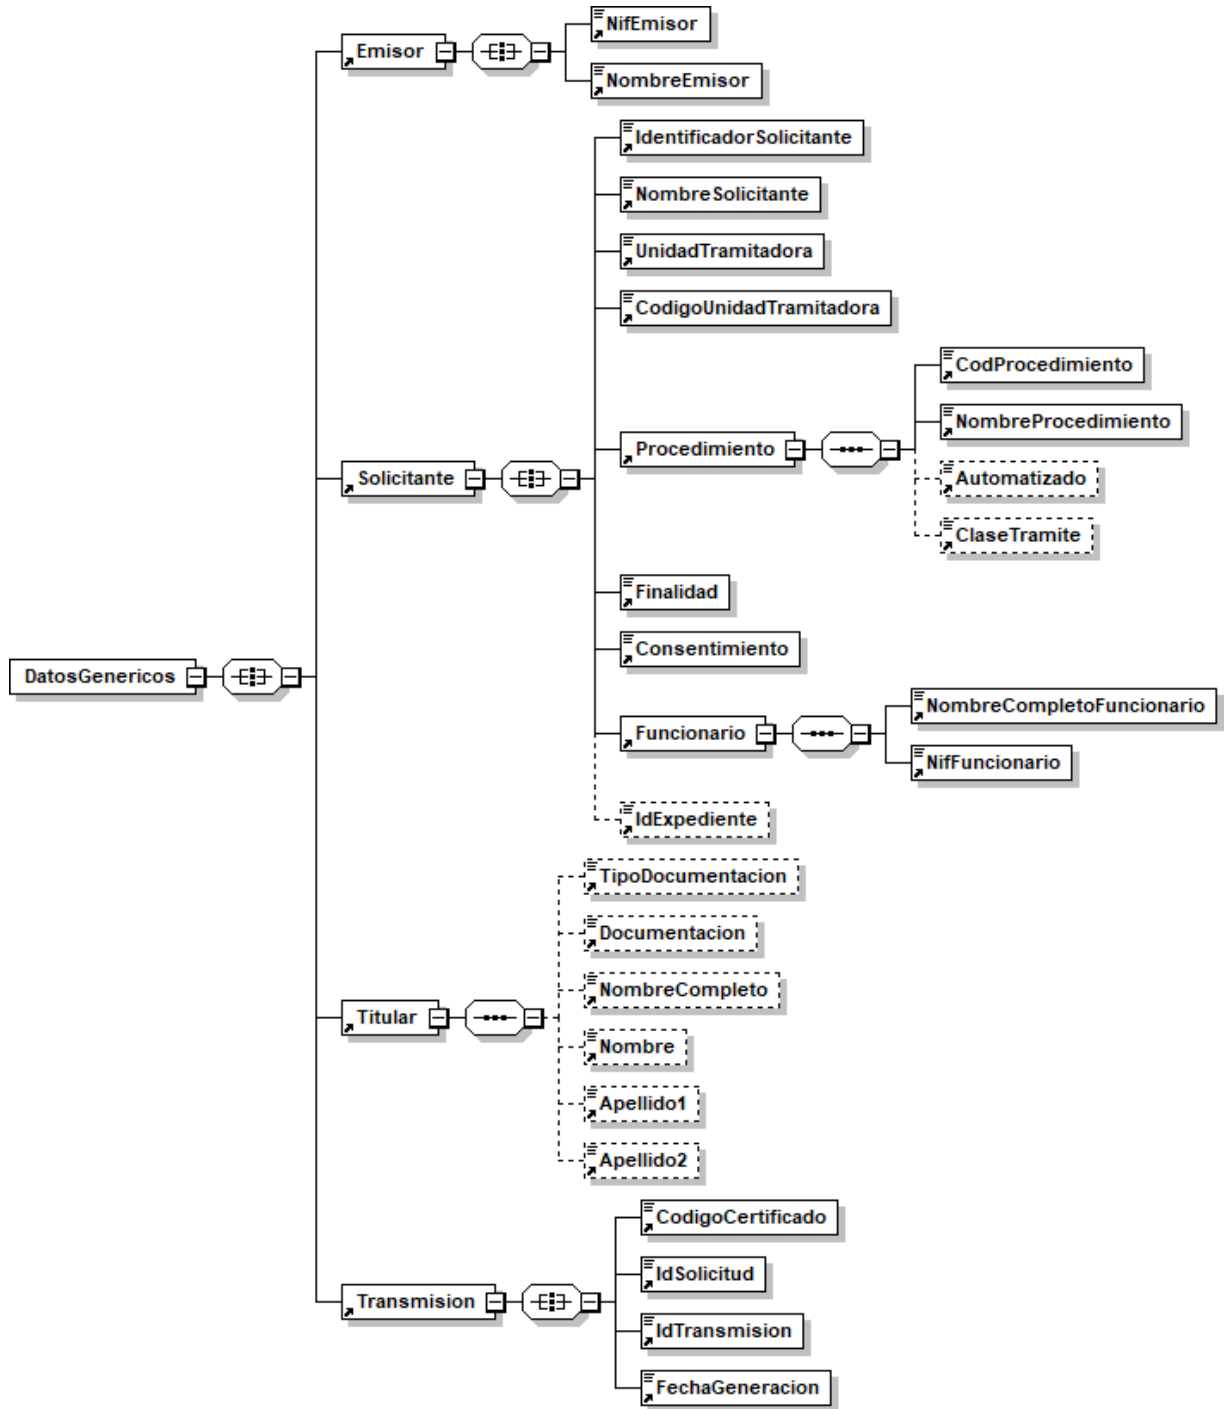 Emisor
NifEmisor
NombreEmisor
IdentificadorSolicitante
NombreSolicitante
UnidadTramitadora
CodigoUnidadTramitadora
CodProcedimiento
NombreProcedimiento
Procedimiento
Solicitante
Automatizado
ClaseTramite
Finalidad
Consentimiento
DatosGenericos
NombreCompletoFuncionario
Funcionario
NifFuncionario
IdExpediente
TipoDocumentacion
Documentacion
NombreCompleto
Titular
Nombre
Apellido1
Apellido2
CodigoCertificado
IdSolicitud
Transmision
IdTransmision
FechaGeneracion